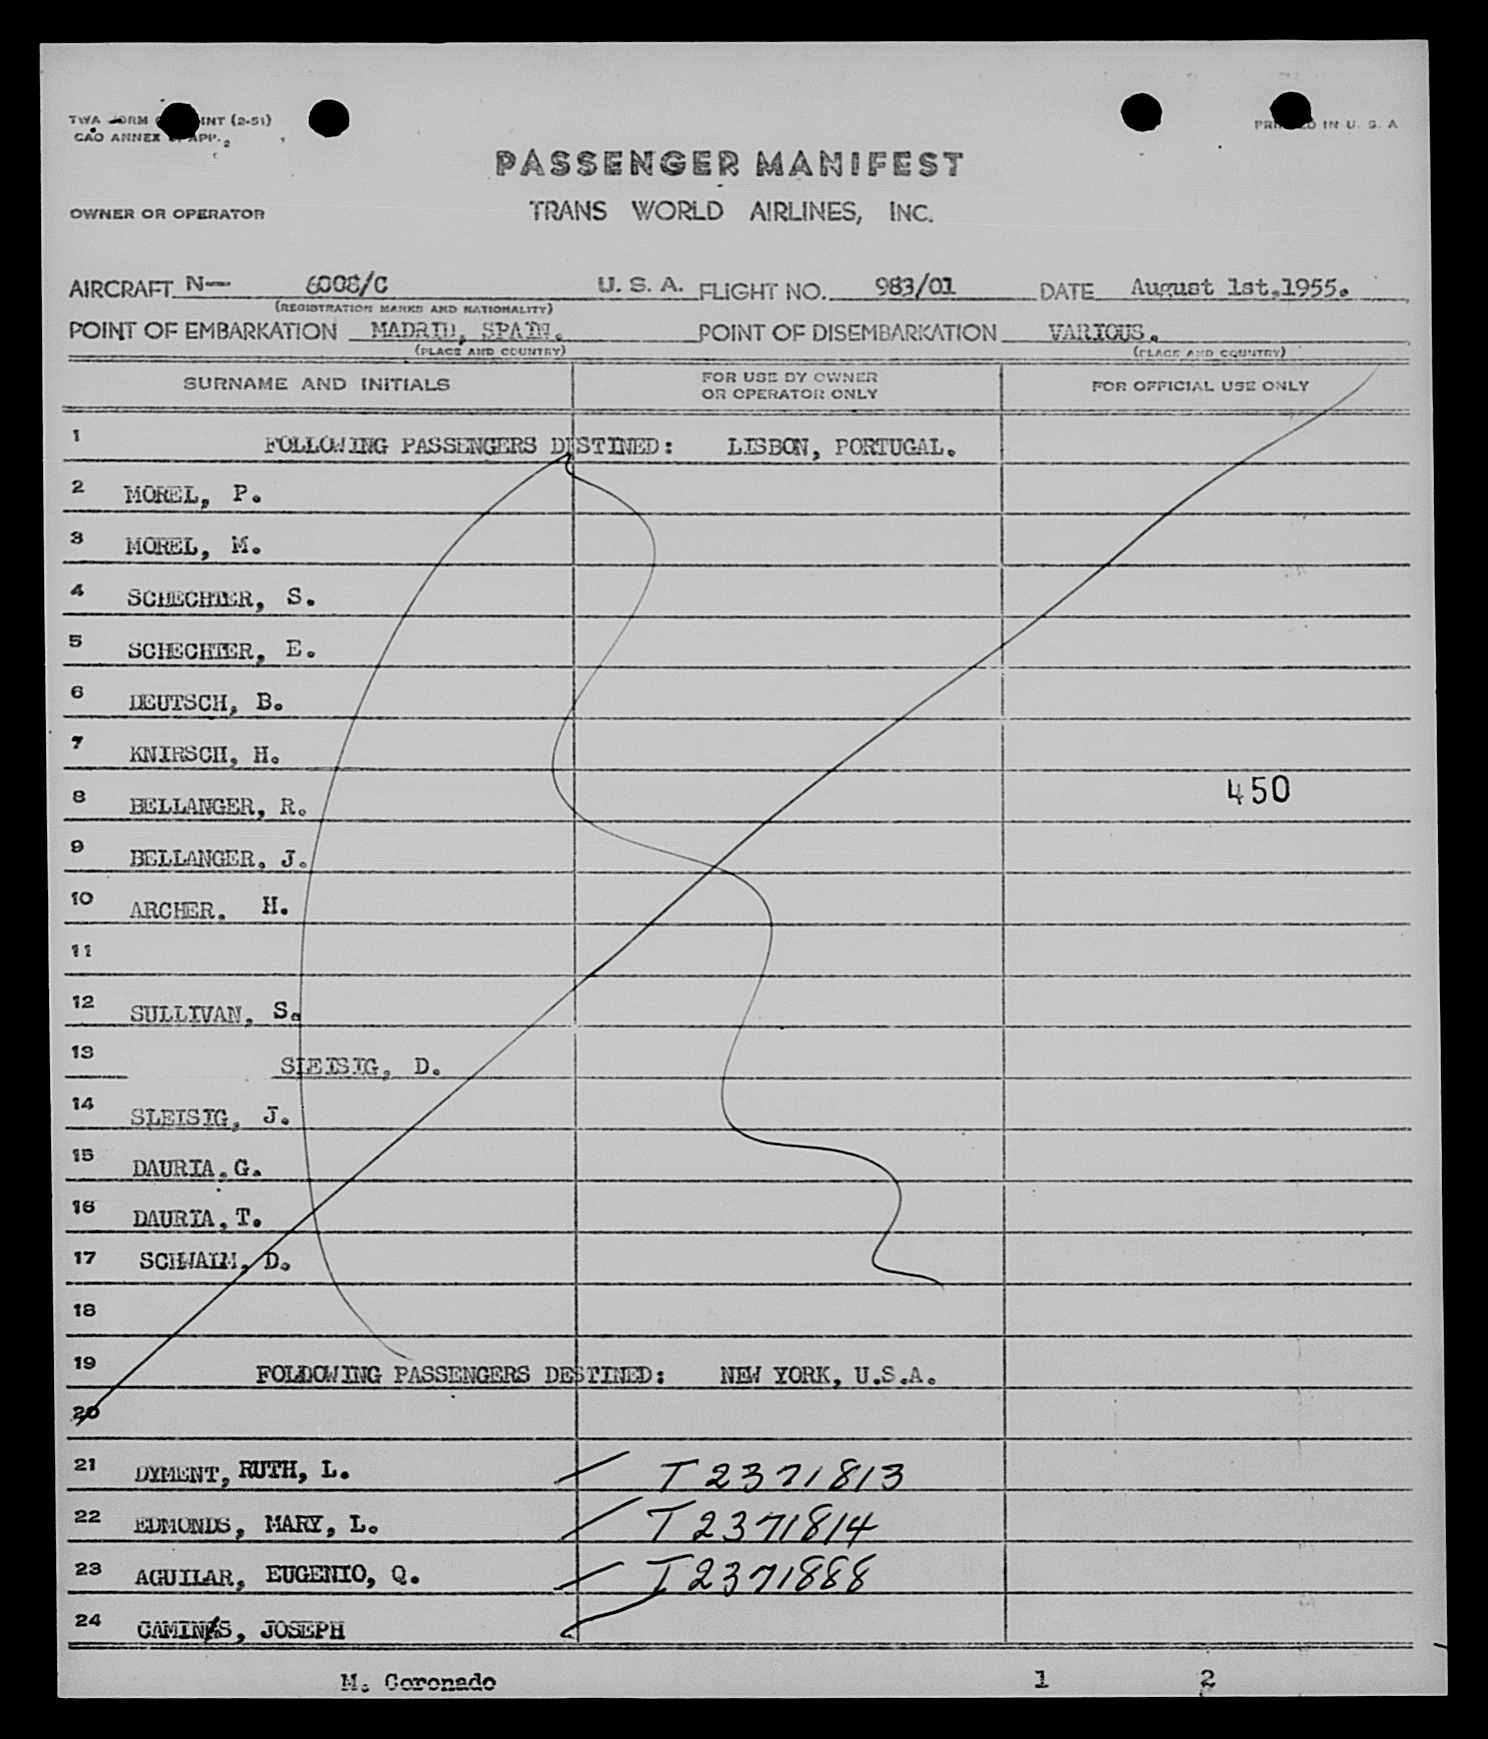 TWA FORM INT (2-51)
CAO ANNEX APP. 2
PRINTED IN U. S. A
PASSENGER MANIFEST
OWNER OR OPERATOR
TRANS WORLD AIRLINES, INC.
AIRCRAFT N— 6008/C U. S. A. FLIGHT NO. 983/01 DATE August 1st.1955.
(REGISTRATION MARKS AND NATIONALITY)
POINT OF EMBARKATION MADRID, SPAIN. POINT OF DISEMBARKATION VARIOUS.
(PLACE AND COUNTRY) (PLACE AND COUNTRY)
SURNAME AND INITIALS FOR USE BY OWNER OR OPERATOR ONLY FOR OFFICIAL USE ONLY
1 FOLLOWING PASSENGERS DESTINED: LISBON, PORTUGAL.
2 MOREL, P.
3 MOREL, M.
4 SCHECHTER, S.
5 SCHECHTER, E.
6 DEUTSCH, B.
7 KNIRSCH, H.
8 BELLANGER, R. 450
9 BELLANGER, J.
10 ARCHER. H.
11
12 SULLIVAN, S.
13 SLEISIG, D.
14 SLEISIG, J.
15 DAURIA.G.
16 DAURIA,T.
17 SCHWAIM, D.
18
19 FOLLOWING PASSENGERS DESTINED: NEW YORK, U.S.A.
20
21 DYMENT, RUTH, L. T2371813
22 EDMONDS, MARY, L. T2371814
23 AGUILAR, EUGENIO, Q. T2371888
24 , JOSEPH
M. Coronado 1 2